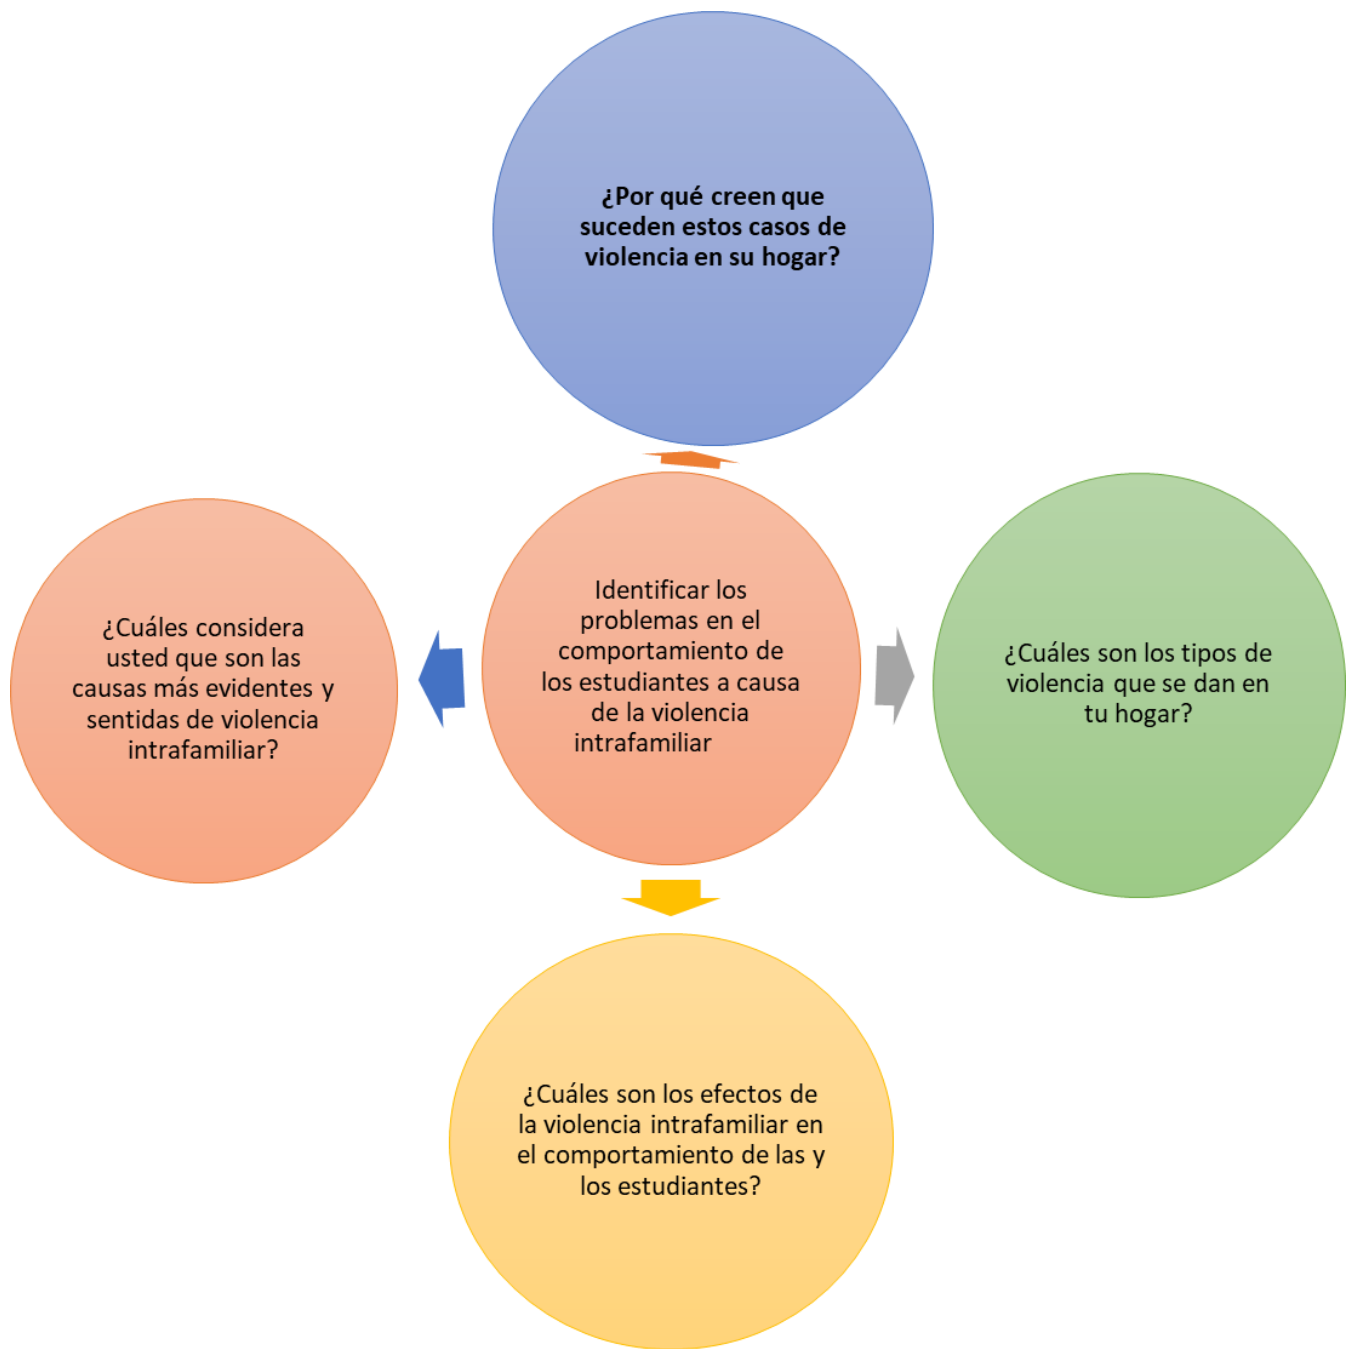 ¿Por qué creen que
suceden estos casos de
violencia en su hogar?
¿Cuáles considera
usted que son las
causas más evidentes y
sentidas de violencia
intrafamiliar?
Identificar los
problemas en el
comportamiento de
los estudiantes a causa
de la violencia
intrafamiliar
¿Cuáles son los tipos de
violencia que se dan en
tu hogar?
¿Cuáles son los efectos de
la violencia intrafamiliar en
el comportamiento de las y
los estudiantes?